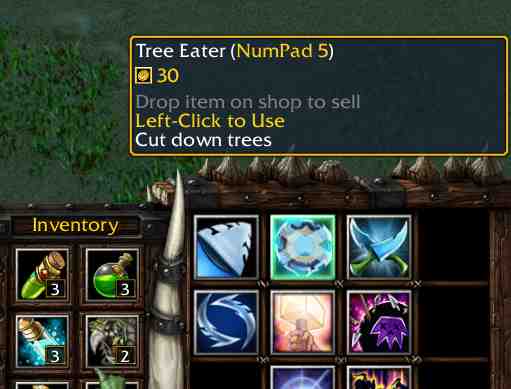 Tree Eater (NumPad 5)
30
Drop item on shop to sell
Left-Click to Use
Cut down trees
Inventory
3
3
3
2